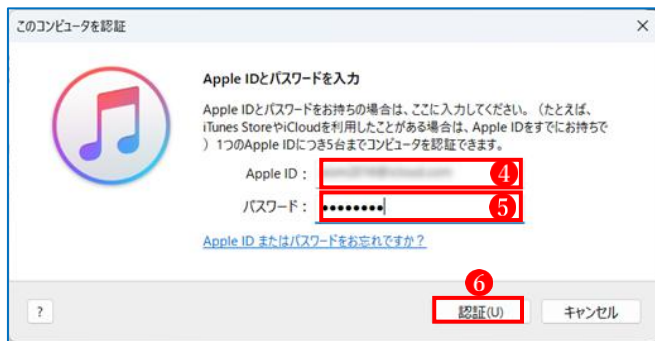 このコンピュータを認証
Apple IDとパスワードを入力
Apple IDとパスワードをお持ちの場合は、ここに入力してください。（たとえば、
iTunes StoreやiCloudを利用したことがある場合は、Apple IDをすでにお持ちで
）1つのApple IDにつき5台までコンピュータを認証できます。
Apple ID： 4
パスワード：●●●●●●●● 5
Apple ID またはパスワードをお忘れですか？
6
? 認証(U) キャンセル